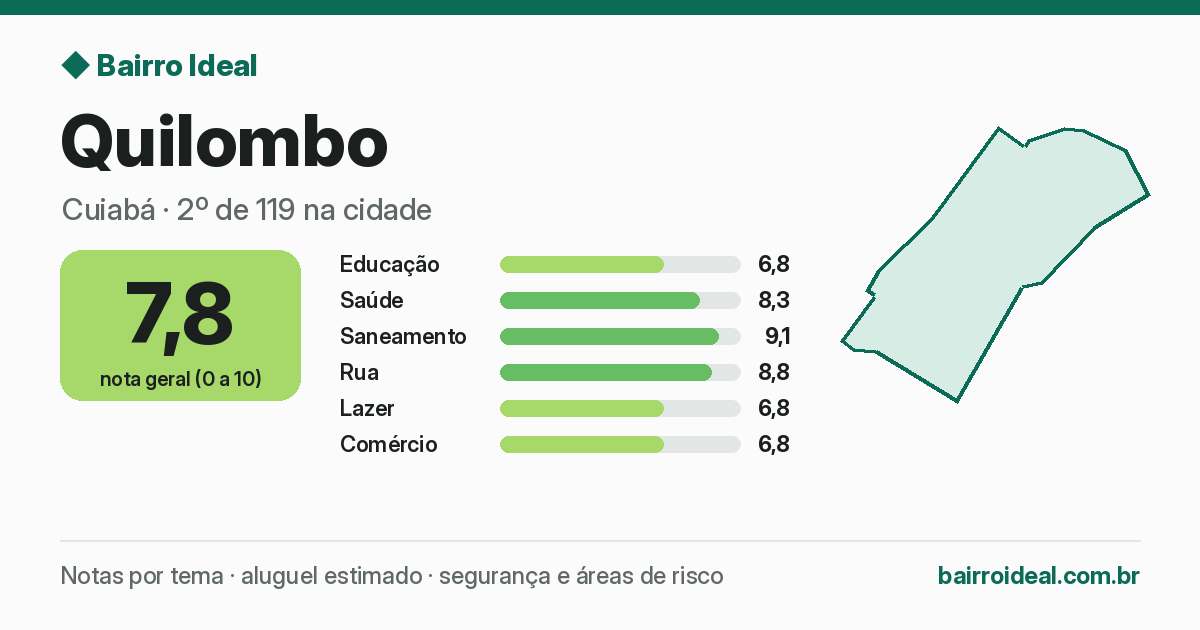 Bairro Ideal
Quilombo
Cuiabá · 2º de 119 na cidade
7,8
nota geral (0 a 10)
Educação 6,8
Saúde 8,3
Saneamento 9,1
Rua 8,8
Lazer 6,8
Comércio 6,8
Notas por tema · aluguel estimado · segurança e áreas de risco
bairroideal.com.br